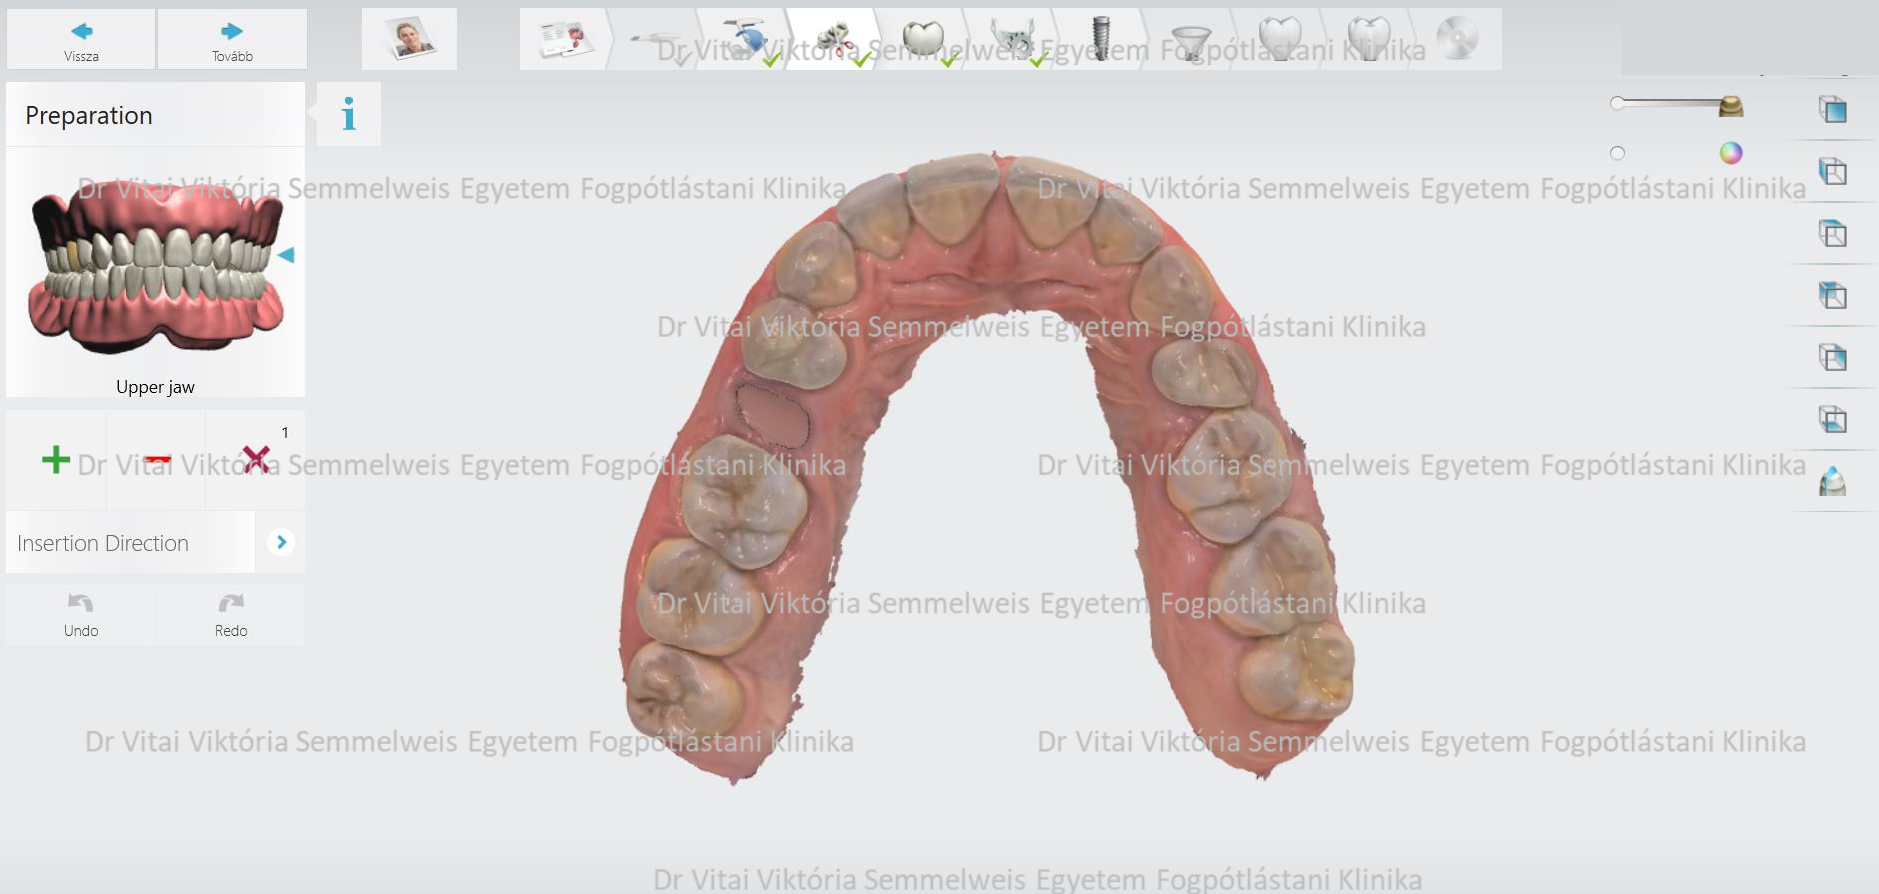 Vissza
Tovább
Dr Vitai Viktória Semmelweis Egyetem Fogpótlástani Klinika
Preparation
i
Dr Vitai Viktória Semmelweis Egyetem Fogpótlástani Klinika
Dr Vitai Viktória Semmelweis Egyetem Fogpótlástani Klinika
Dr Vitai Viktória Semmelweis Egyetem Fogpótlástani Klinika
Upper jaw
1
Dr Vitai Viktória Semmelweis Egyetem Fogpótlástani Klinika
Dr Vitai Viktória Semmelweis Egyetem Fogpótlástani Klinika
Insertion Direction
Undo
Redo
Dr Vitai Viktória Semmelweis Egyetem Fogpótlástani Klinika
Dr Vitai Viktória Semmelweis Egyetem Fogpótlástani Klinika
Dr Vitai Viktória Semmelweis Egyetem Fogpótlástani Klinika
Dr Vitai Viktória Semmelweis Egyetem Fogpótlástani Klinika